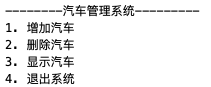 --------汽车管理系统---------
1. 增加汽车
2. 删除汽车
3. 显示汽车
4. 退出系统